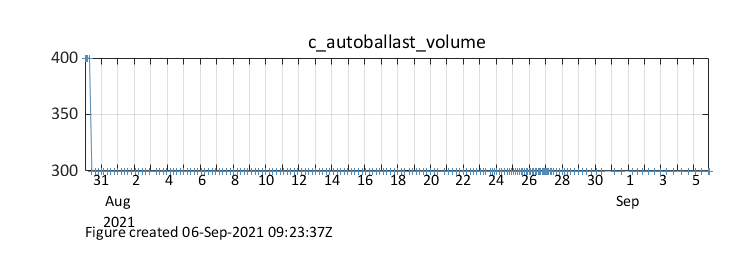 c_autoballast_volume
400
350
300
31 2 4 6 8 10 12 14 16 18 20 22 24 26 28 30 1 3 5
Aug Sep
2021
Figure created 06-Sep-2021 09:23:37Z